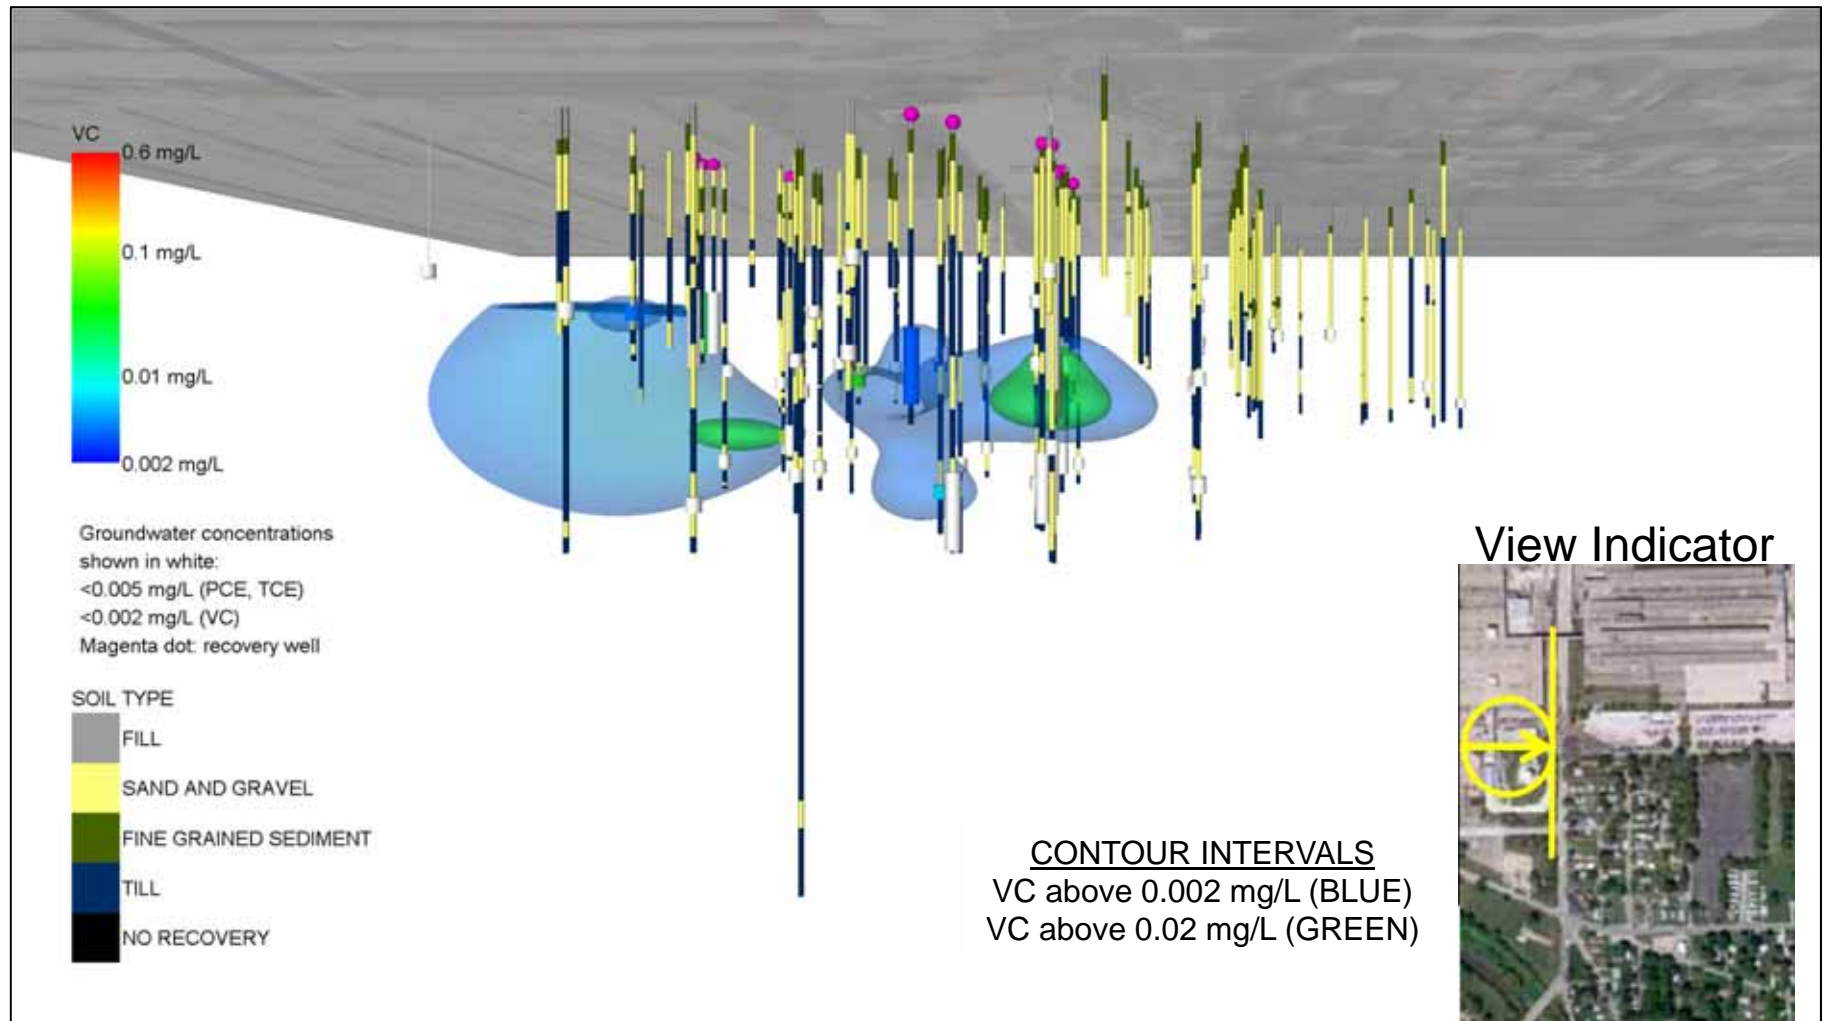 VC
0.6 mg/L
0.1 mg/L
0.01 mg/L
0.002 mg/L
Groundwater concentrations
shown in white:
<0.005 mg/L (PCE, TCE)
<0.002 mg/L (VC)
Magenta dot: recovery well
SOIL TYPE
FILL
SAND AND GRAVEL
FINE GRAINED SEDIMENT
TILL
NO RECOVERY
CONTOUR INTERVALS
VC above 0.002 mg/L (BLUE)
VC above 0.02 mg/L (GREEN)
View Indicator